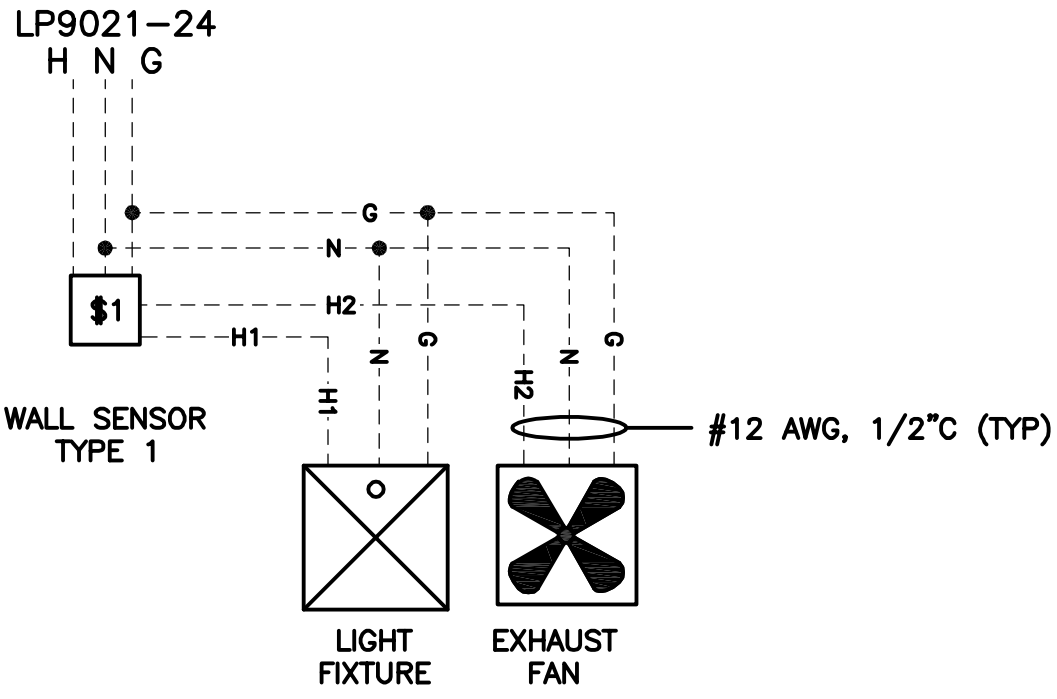 LP9021-24
H N G
G
N
$1
H2
H1
G
N
N
G
H2
H1
WALL SENSOR
TYPE 1
#12 AWG, 1/2"C (TYP)
LIGHT
FIXTURE
EXHAUST
FAN